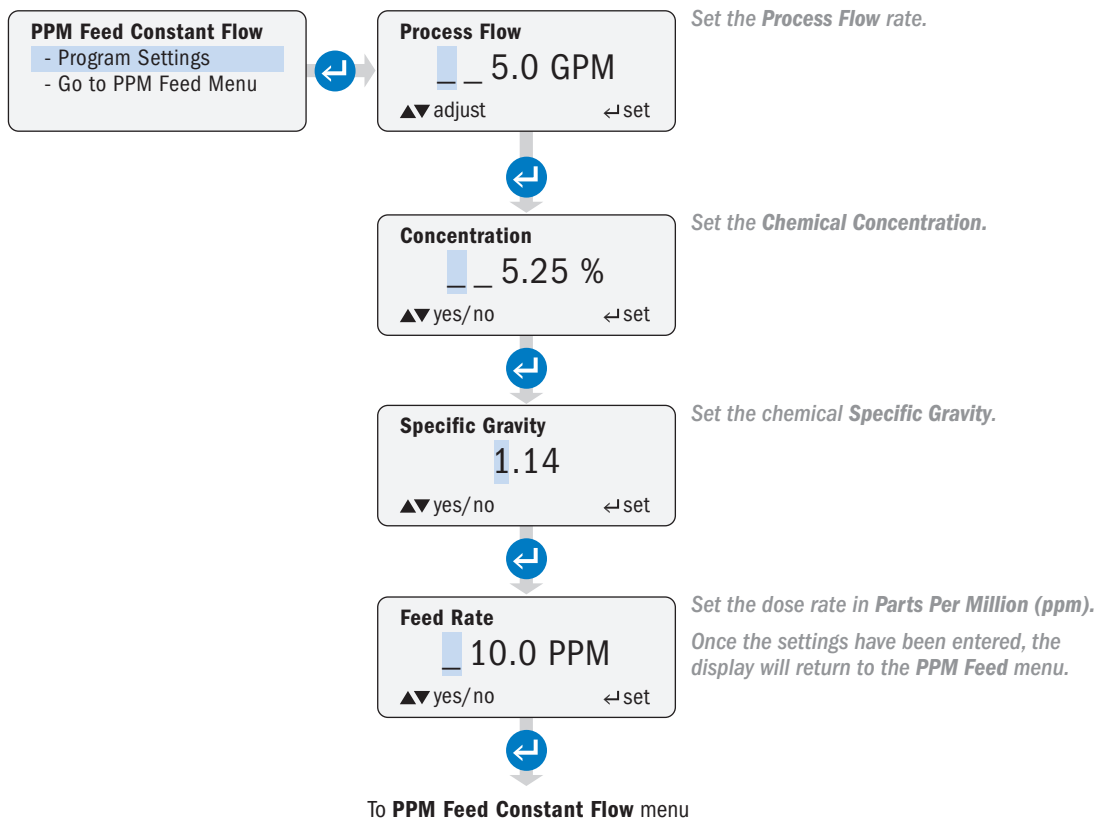 PPM Feed Constant Flow
- Program Settings
- Go to PPM Feed Menu
Process Flow
_ _ 5.0 GPM
▲▼ adjust ↵ set
Set the Process Flow rate.
Concentration
_ _ 5.25 %
▲▼ yes/no ↵ set
Set the Chemical Concentration.
Specific Gravity
1.14
▲▼ yes/no ↵ set
Set the chemical Specific Gravity.
Feed Rate
_ 10.0 PPM
▲▼ yes/no ↵ set
Set the dose rate in Parts Per Million (ppm).
Once the settings have been entered, the
display will return to the PPM Feed menu.
To PPM Feed Constant Flow menu